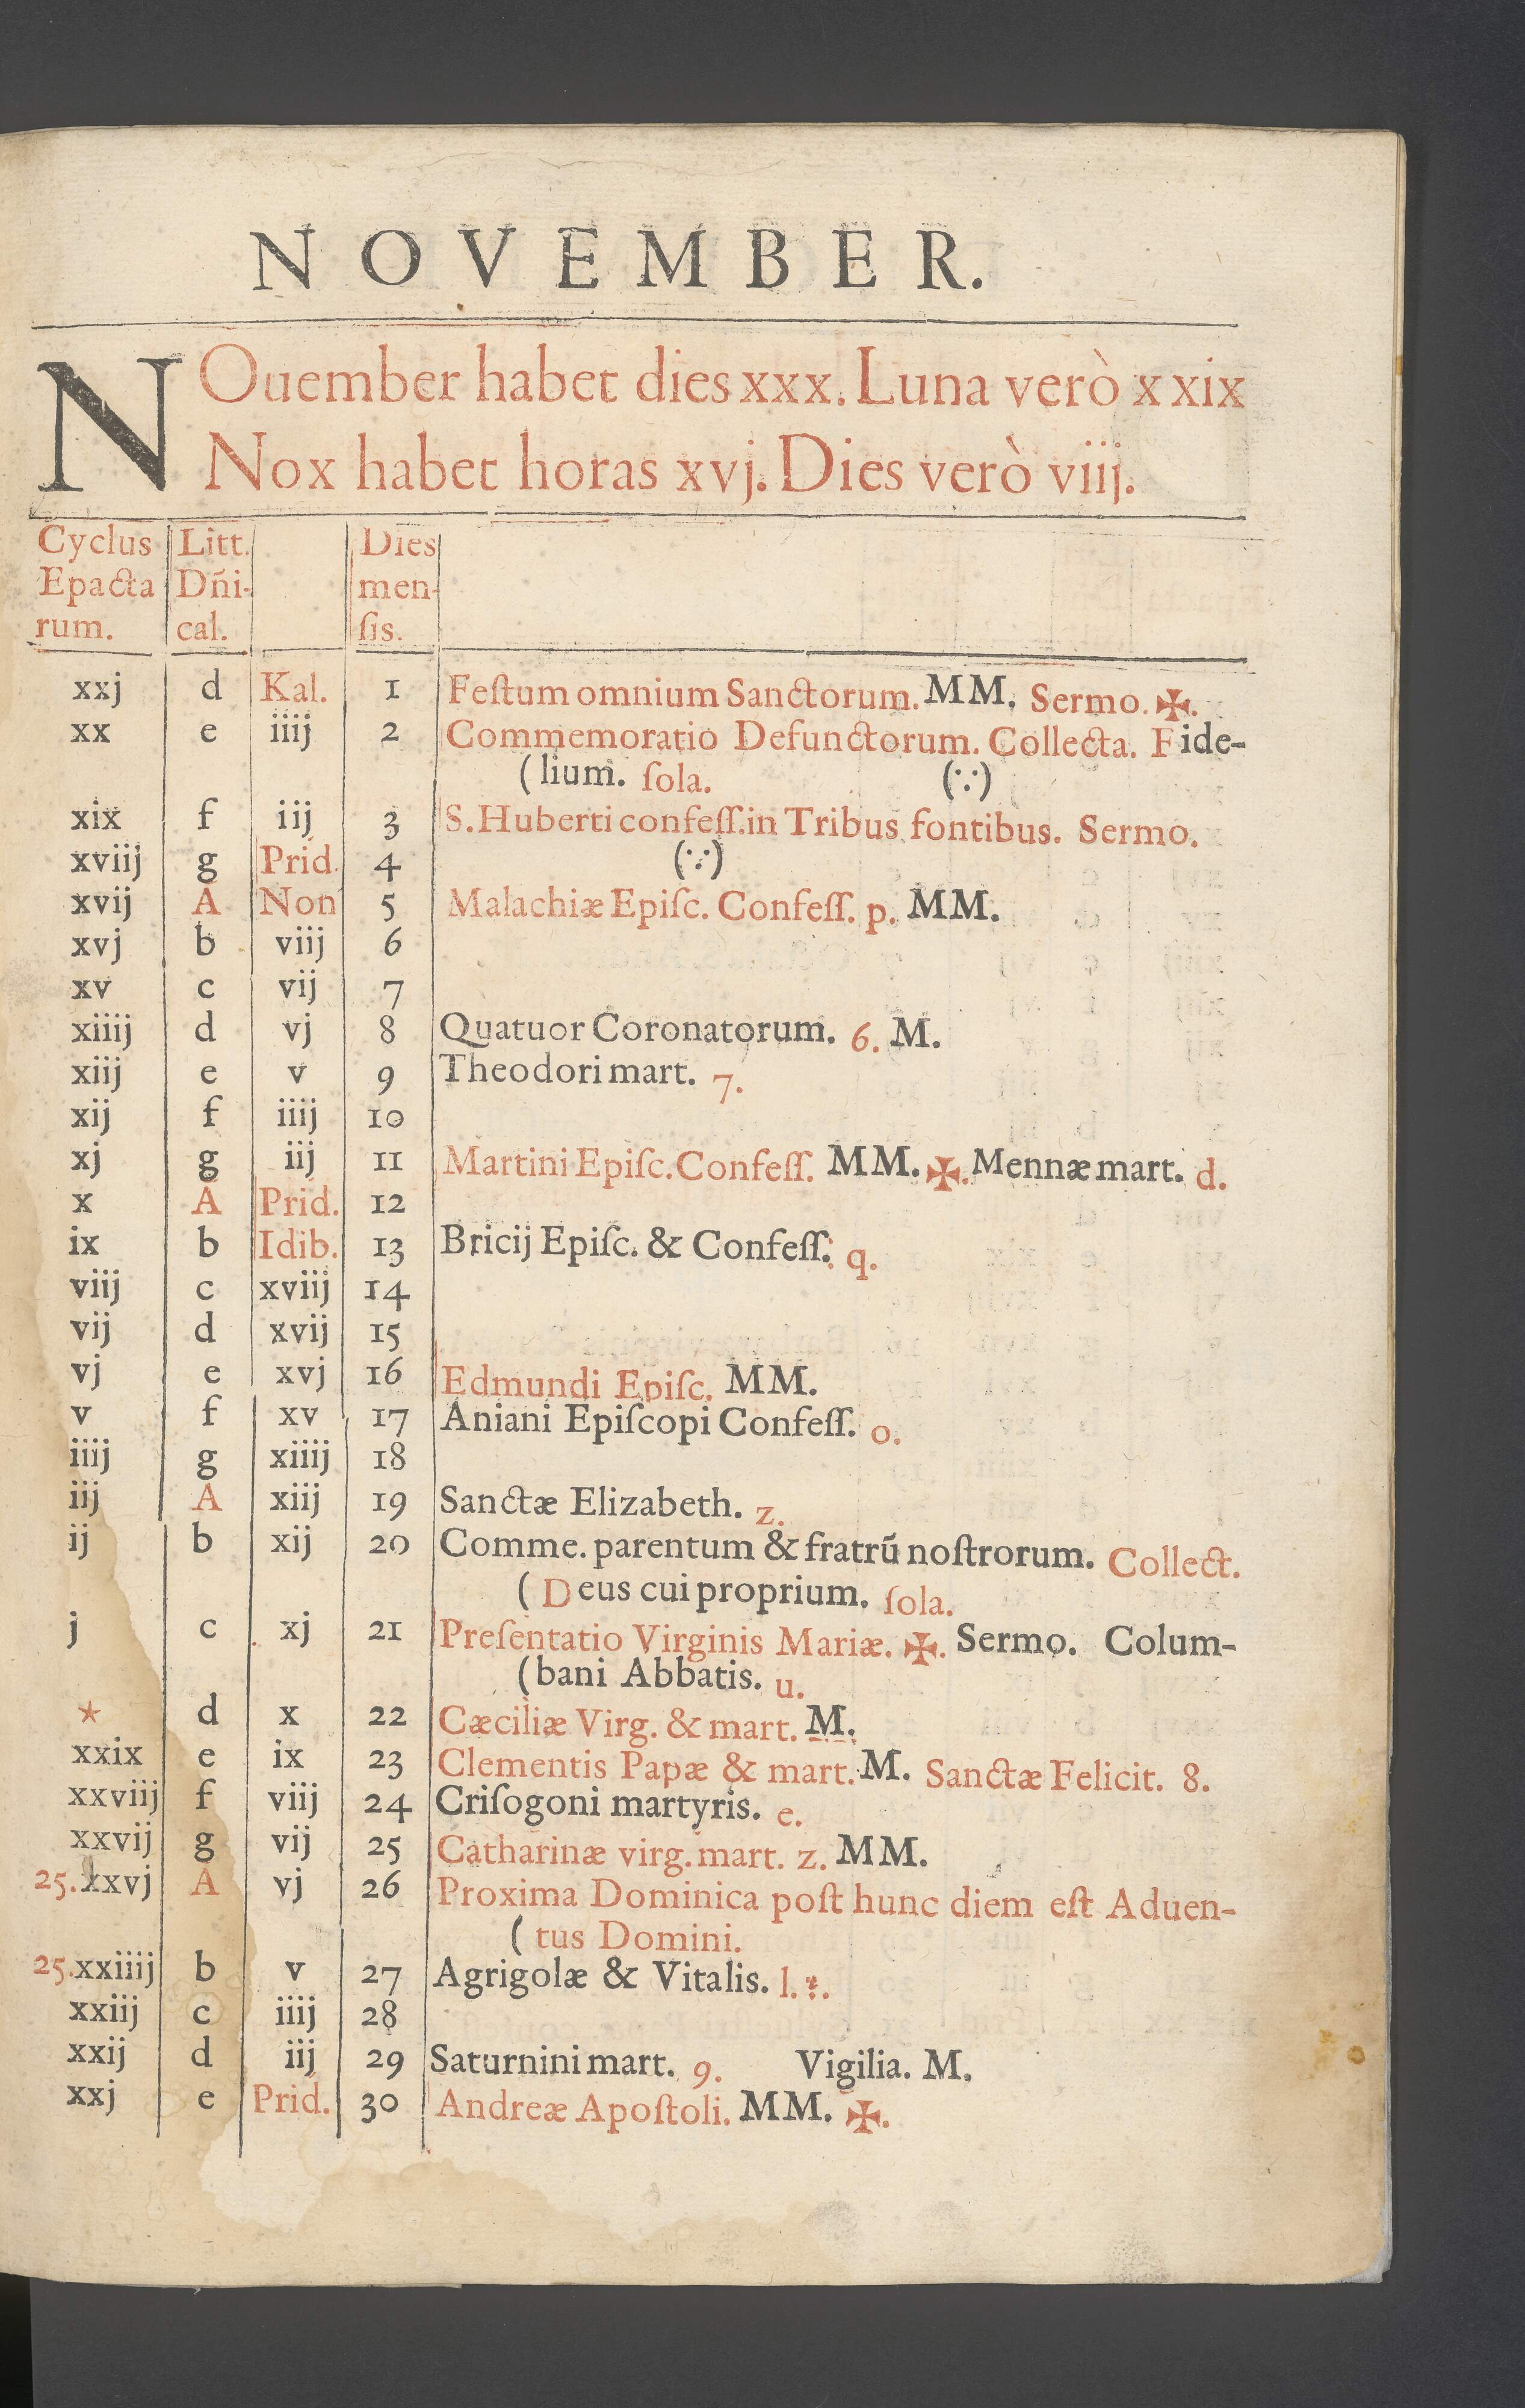 NOVEMBER.
NOuember habet dies xxx. Luna verò xxix
Nox habet horas xvj. Dies verò viij.
Cyclus Litt. Dies
Epacta Dñi- men-
rum. cal. ſis.
xxj d Kal. 1 Feſtum omnium Sanctorum. MM. Sermo. ✠.
xx e iiij 2 Commemoratio Defunctorum. Collecta. Fide-
(lium. ſola. (∵)
xix f iij 3 S. Huberti confeſſ. in Tribus fontibus. Sermo.
xviij g Prid. 4 (∵)
xvij A Non 5 Malachiæ Epiſc. Confeſſ. p. MM.
xvj b viij 6
xv c vij 7
xiiij d vj 8 Quatuor Coronatorum. 6. M.
xiij e v 9 Theodori mart. 7.
xij f iiij 10
xj g iij 11 Martini Epiſc. Confeſſ. MM. ✠. Mennæ mart. d.
x A Prid. 12
ix b Idib. 13 Bricij Epiſc. & Confeſſ. q.
viij c xviij 14
vij d xvij 15
vj e xvj 16 Edmundi Epiſc. MM.
v f xv 17 Aniani Epiſcopi Confeſſ. o.
iiij g xiiij 18
iij A xiij 19 Sanctæ Elizabeth. z.
ij b xij 20 Comme. parentum & fratrũ noſtrorum. Collect.
(Deus cui proprium. ſola.
j c xj 21 Preſentatio Virginis Mariæ. ✠. Sermo. Colum-
(bani Abbatis. u.
* d x 22 Cæciliæ Virg. & mart. M.
xxix e ix 23 Clementis Papæ & mart. M. Sanctæ Felicit. 8.
xxviij f viij 24 Criſogoni martyris. e.
xxvij g vij 25 Catharinæ virg. mart. z. MM.
25. xxvj A vj 26 Proxima Dominica poſt hunc diem eſt Aduen-
(tus Domini.
25. xxiiij b v 27 Agrigolæ & Vitalis. l.
xxiij c iiij 28
xxij d iij 29 Saturnini mart. 9. Vigilia. M.
xxj e Prid. 30 Andreæ Apoſtoli. MM. ✠.